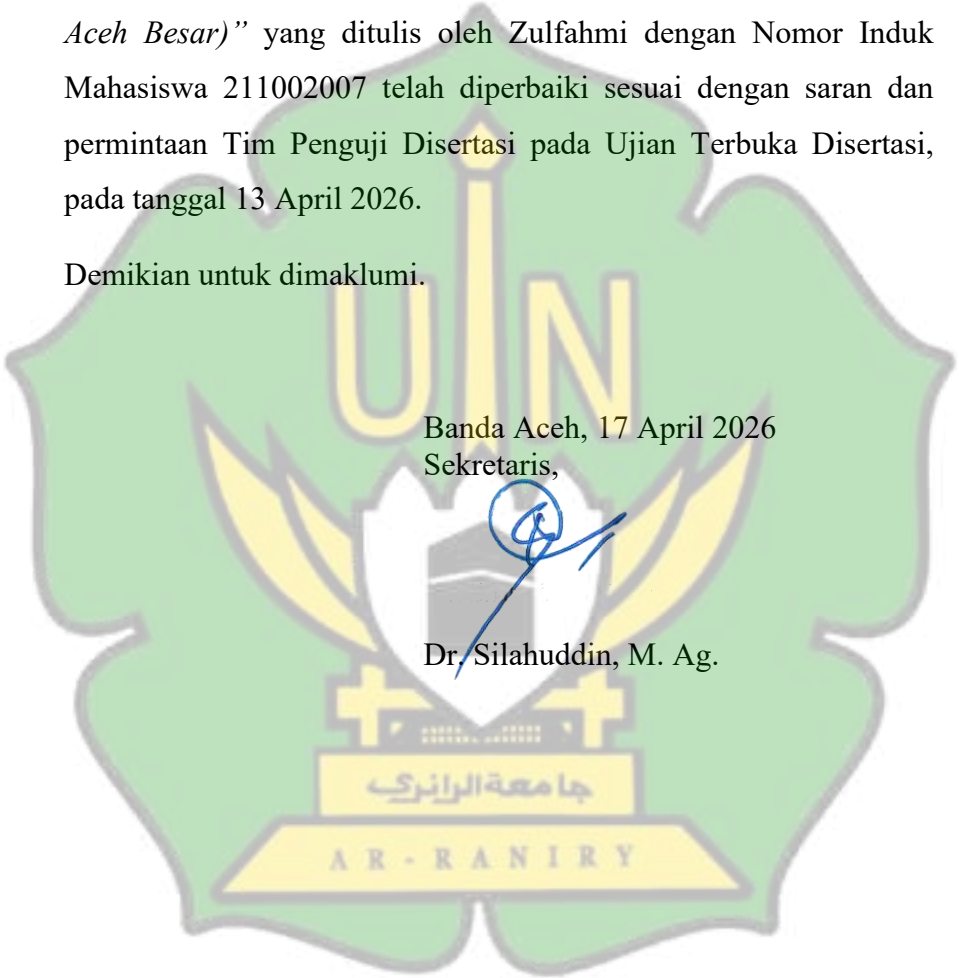 Aceh Besar)” yang ditulis oleh Zulfahmi dengan Nomor Induk
Mahasiswa 211002007 telah diperbaiki sesuai dengan saran dan
permintaan Tim Penguji Disertasi pada Ujian Terbuka Disertasi,
pada tanggal 13 April 2026.
Demikian untuk dimaklumi.
UIN
Banda Aceh, 17 April 2026
Sekretaris,
Dr. Silahuddin, M. Ag.
جامعة الرانري
AR-RANIRY